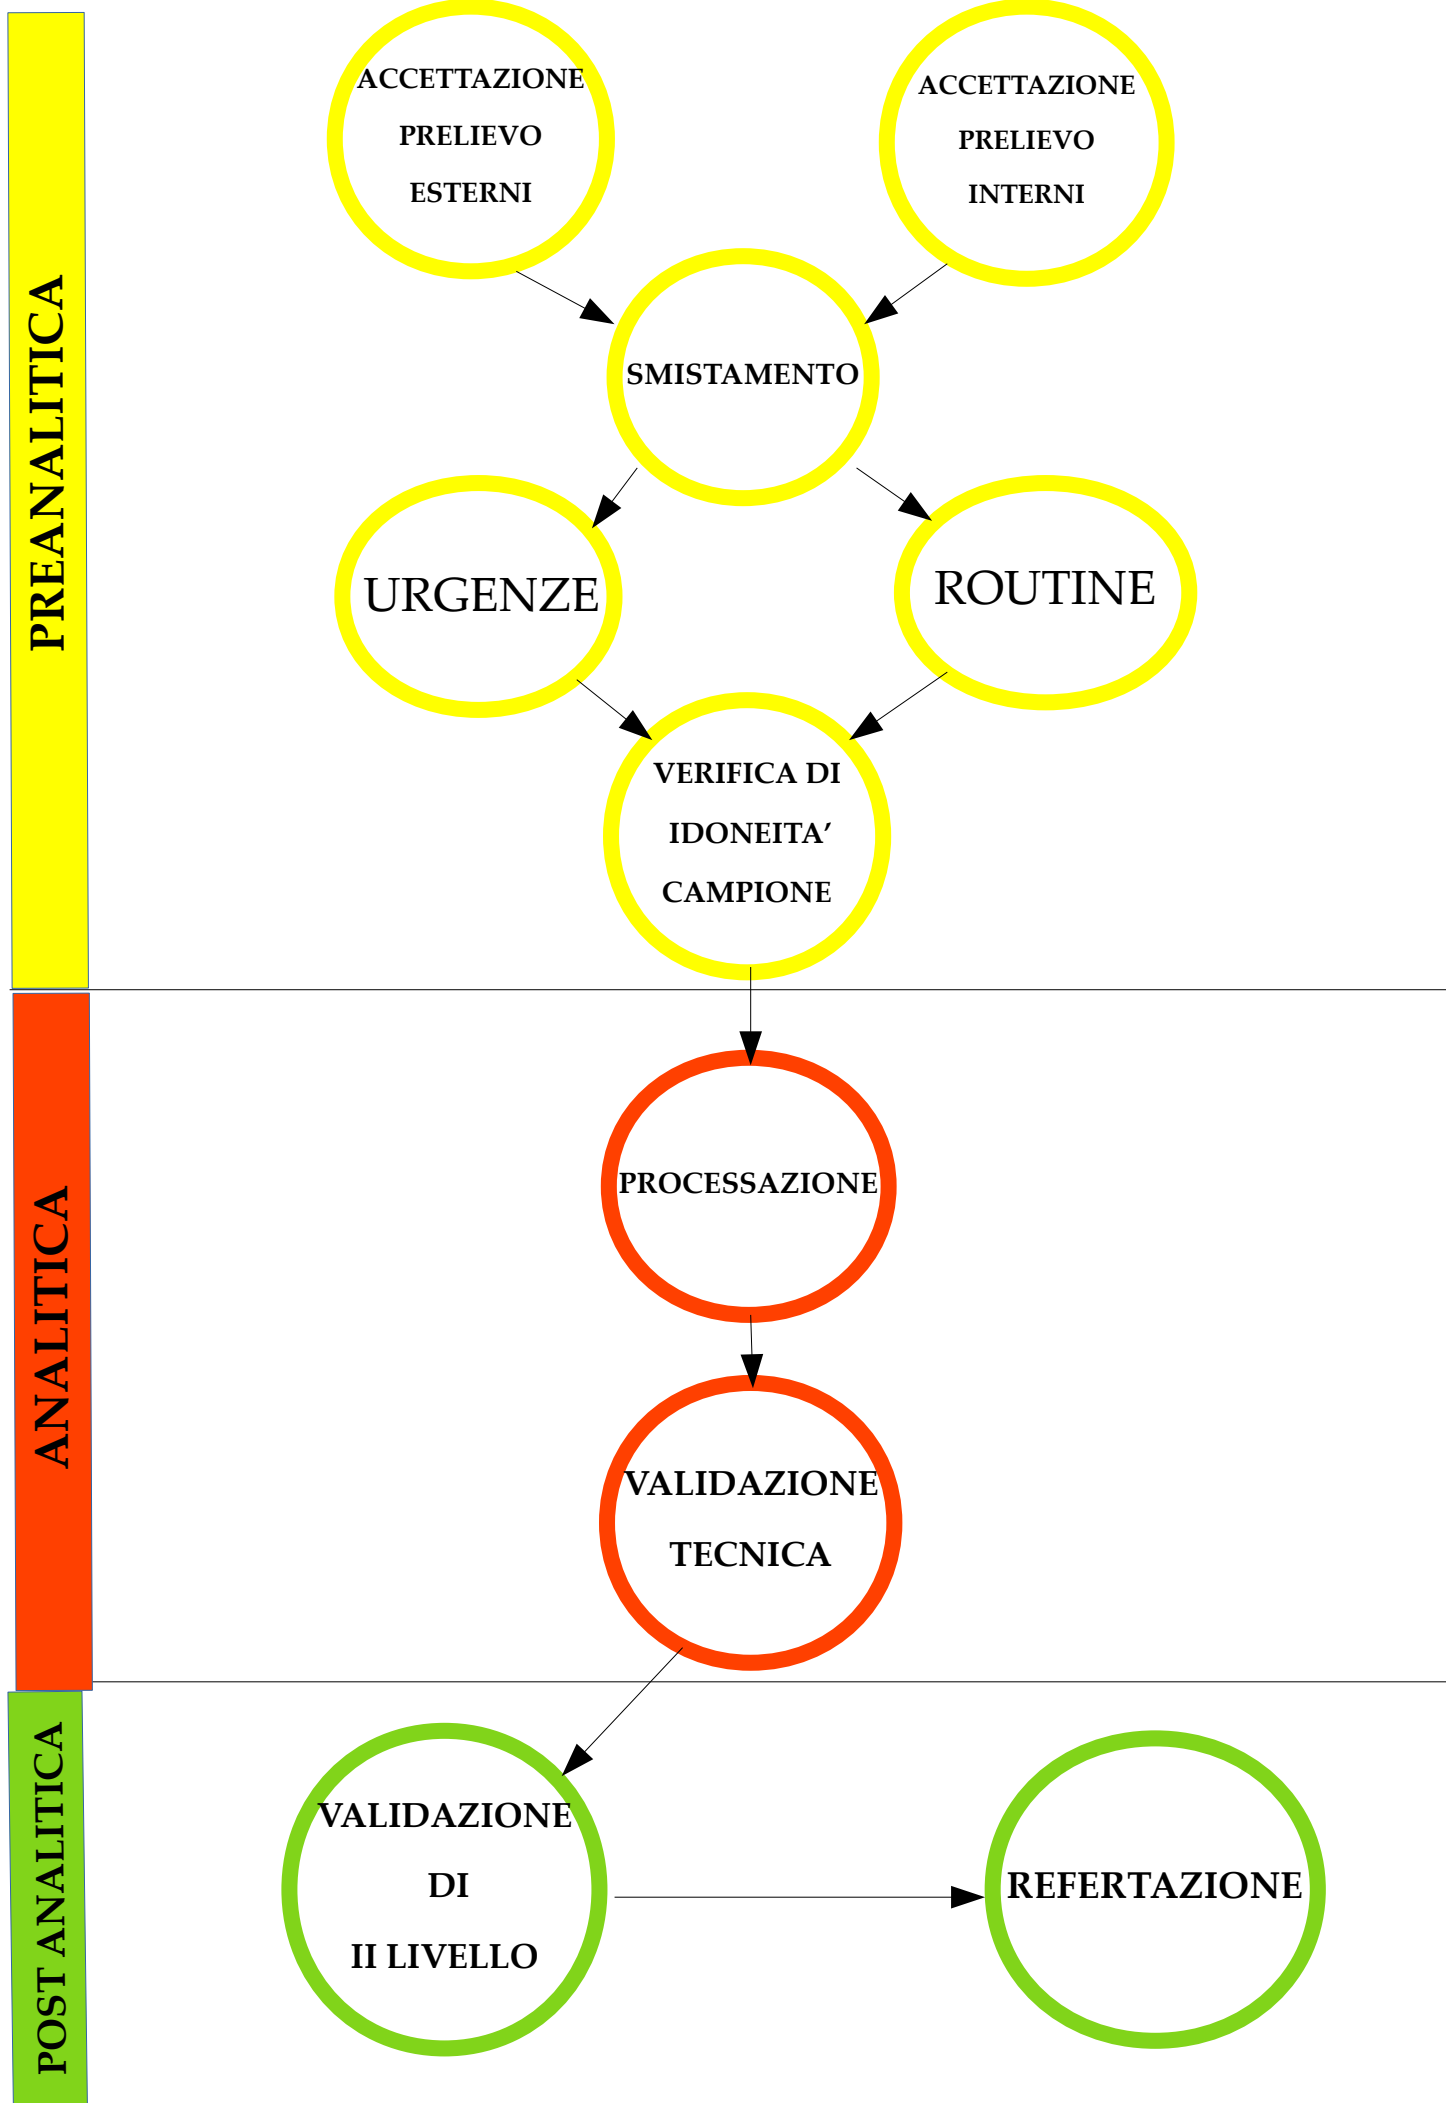 PREANALITICA
ACCETTAZIONE
PRELIEVO
ESTERNI
ACCETTAZIONE
PRELIEVO
INTERNI
SMISTAMENTO
URGENZE
ROUTINE
VERIFICA DI
IDONEITA’
CAMPIONE
ANALITICA
PROCESSAZIONE
VALIDAZIONE
TECNICA
POST ANALITICA
VALIDAZIONE
DI
II LIVELLO
REFERTAZIONE